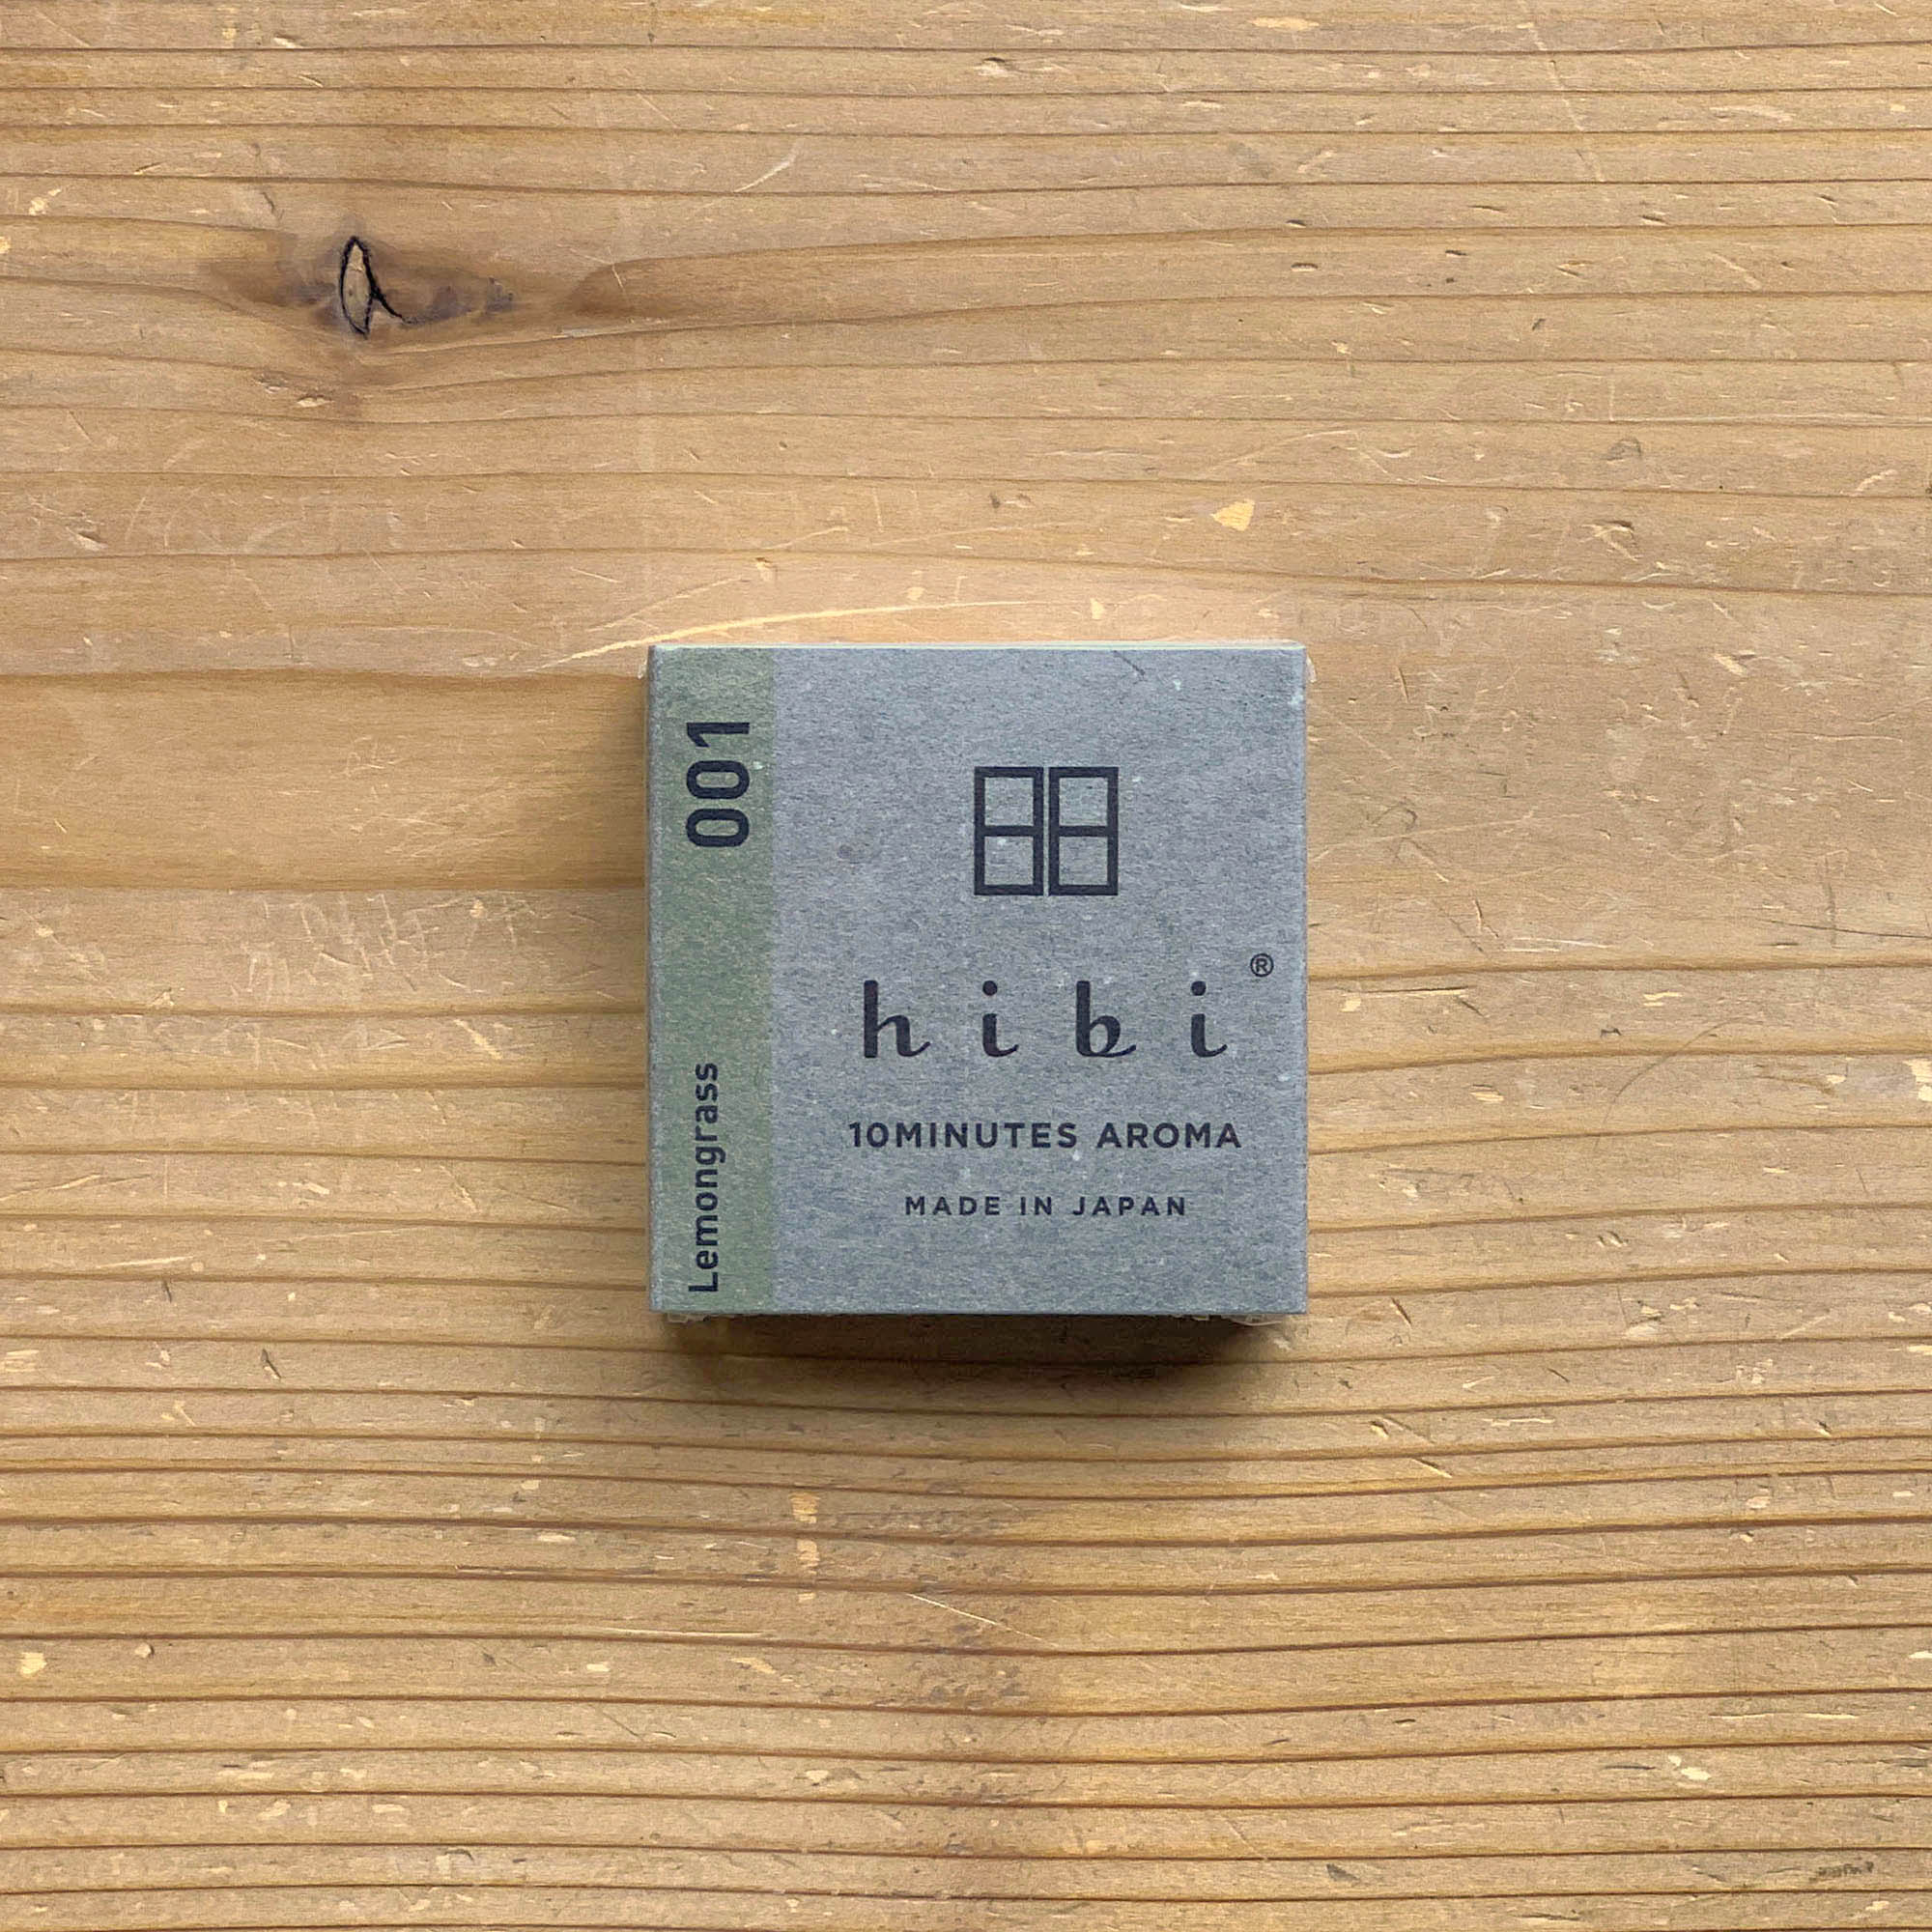 001
Lemongrass
hibi®
10MINUTES AROMA
MADE IN JAPAN